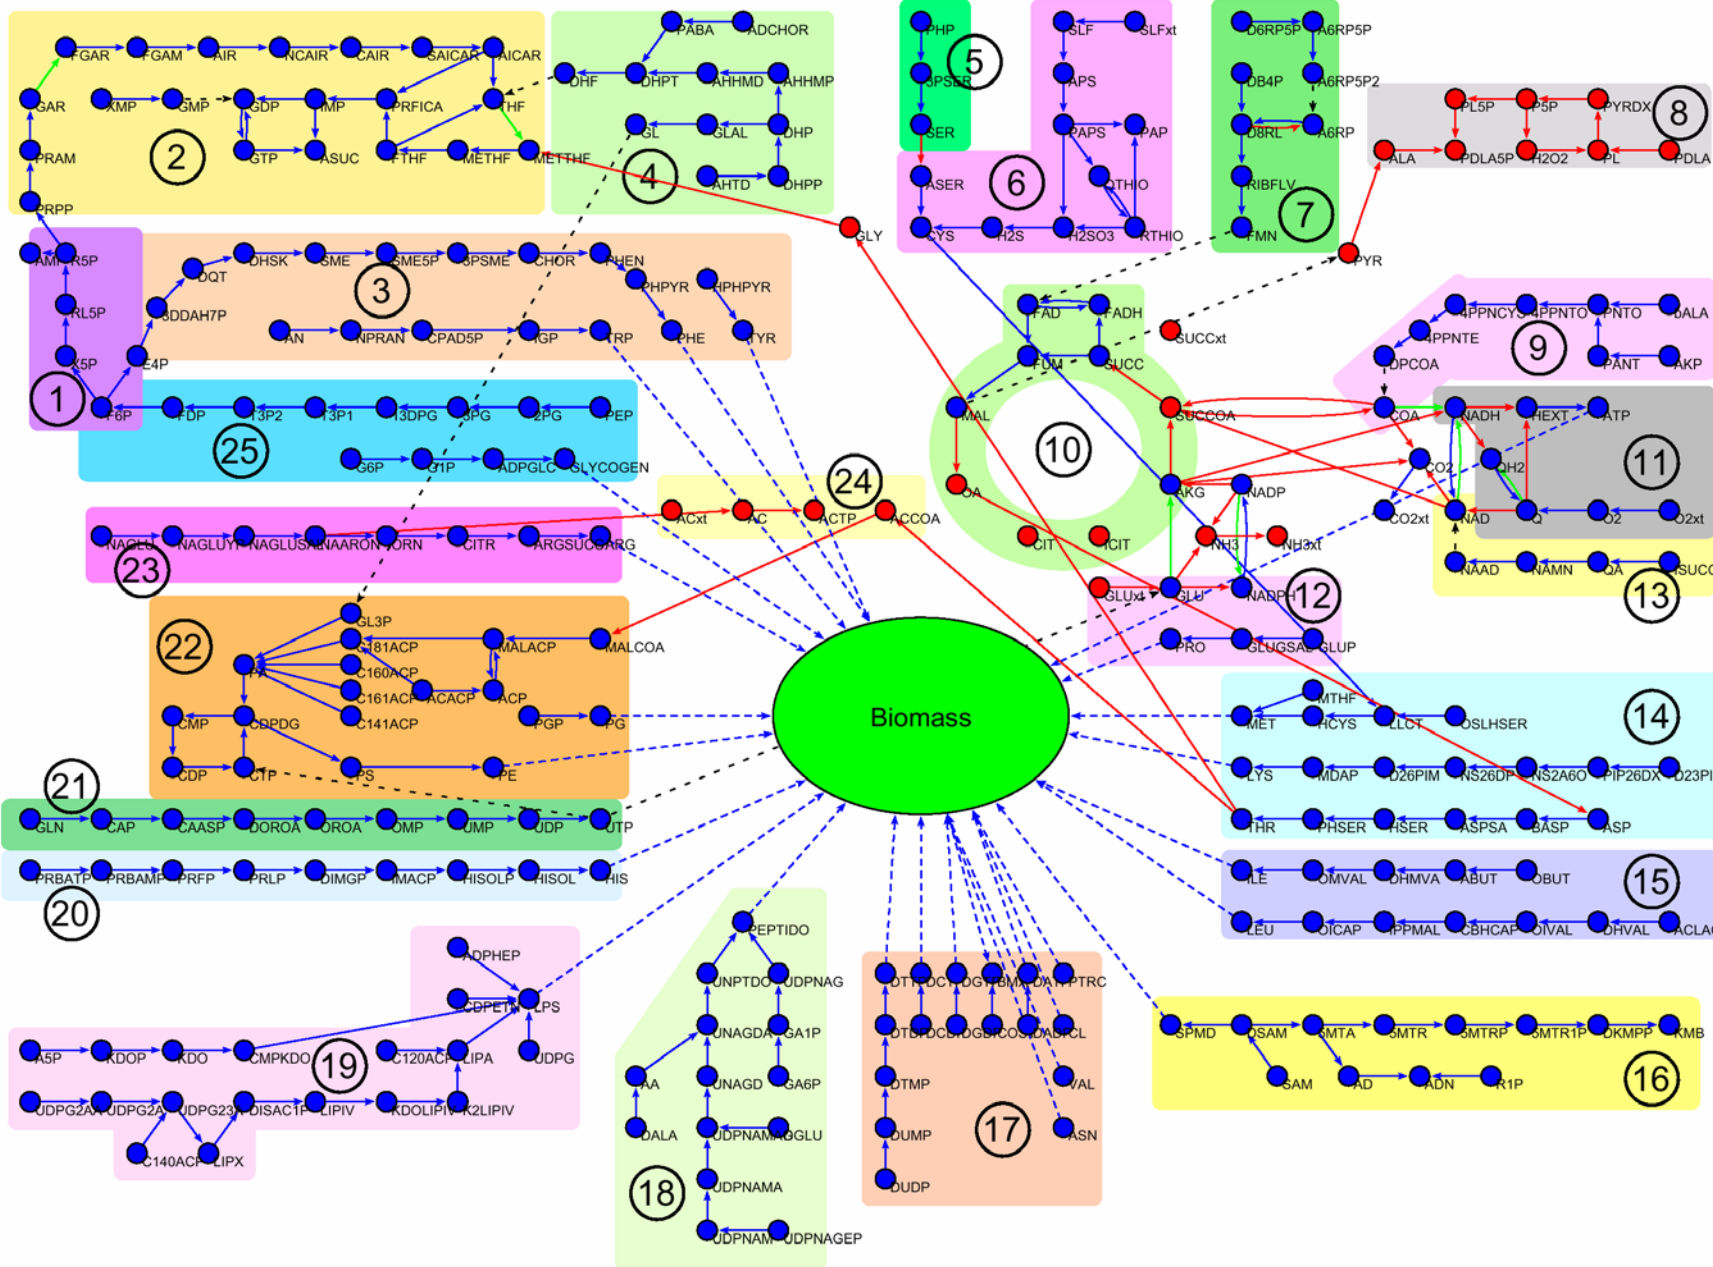 PHP
SLF
SLFxt
D6RP5P
A6RP5P
PABA
ADCHOR
5
FGAR
FGAM
AIR
NCAIR
CAIR
SAICAR
AICAR
DHF
DHPT
AHHMD
AHHMP
3PSER
APS
DB4P
A6RP5P2
GAR
XMP
GMP
GDP
IMP
PRFICA
THF
PL5P
P5P
PYRDX
8
GL
GLAL
DHP
SER
PAPS
PAP
D8RL
A6RP
PRAM
2
GTP
ASUC
FTHF
METHF
METTHF
ALA
PDLA5P
H2O2
PL
PDLA
4
AHTD
DHPP
ASER
6
OTHIO
RIBFLV
7
PRPP
GLY
CYS
H2S
H2SO3
RTHIO
FMN
R5P
DHSK
SME
SME5P
3PSME
CHOR
PHEN
PYR
DQT
3
PHPYR
HPHPYR
RL5P
3DDAH7P
FAD
FADH
4PPNCYS
4PPNTO
PNTO
bALA
AN
NPRAN
CPAD5P
IGP
TRP
PHE
TYR
SUCCxt
4PPNTE
9
X5P
E4P
FUM
SUCC
DPCOA
PANT
AKP
1
F6P
FDP
T3P2
T3P1
13DPG
3PG
2PG
PEP
MAL
SUCCOA
COA
NADH
HEXT
ATP
25
G6P
G1P
ADPGLC
GLYCOGEN
10
CO2
QH2
11
24
OA
AKG
NADP
ACxt
AC
ACTP
ACCOA
CO2xt
NAD
Q
O2
O2xt
NAGLU
NAGLUYP
NAARON
ORN
CITR
ARGSUC
ARG
CIT
ICIT
NH3
NH3xt
23
NAAD
NAMN
QA
ISUCC
GLUxt
GLU
NADPH
12
13
GL3P
22
C181ACP
MALACP
MALCOA
PRO
GLUGSAL
GLUP
PA
C160ACP
C161ACP
ACACP
ACP
MTHF
CMP
CDPDG
C141ACP
PGP
PG
Biomass
MET
HCYS
LLCT
OSLHSER
14
CDP
CTP
PS
PE
LYS
MDAP
D26PIM
NS26DP
NS2A6O
PIP26DX
D23PI
21
GLN
CAP
CAASP
DOROA
OROA
OMP
UMP
UDP
UTP
THR
PHSER
HSER
ASPSA
BASP
ASP
PRBATP
PRBAMP
PRFP
PRLP
DIMGP
IMACP
HISOLP
HISOL
HIS
ILE
OMVAL
DHMVA
ABUT
OBUT
15
20
PEPTIDO
LEU
OICAP
IPPMAL
CBHCAP
OIVAL
DHVAL
ACLAC
ADPHEP
UNPTDO
UDPNAG
PTRC
CDPETN
LPS
UNAGDA
GA1P
SPMD
DSAM
5MTA
5MTR
5MTRP
5MTR1P
DKMPP
KMB
A5P
KDOP
KDO
CMPKDO
19
C120ACP
LIPA
UDPG
AA
UNAGD
GA6P
DTMP
VAL
SAM
AD
ADN
R1P
16
UDPG2AA
UDPG2A
UDPG23A
DISAC1P
LIPIV
KDOLIPIV
K2LIPIV
DALA
UDPNAMAG
DGLU
DUMP
17
ASN
C140ACP
LIPX
18
UDPNAMA
DUDP
UDPNAM
UDPNAGEP